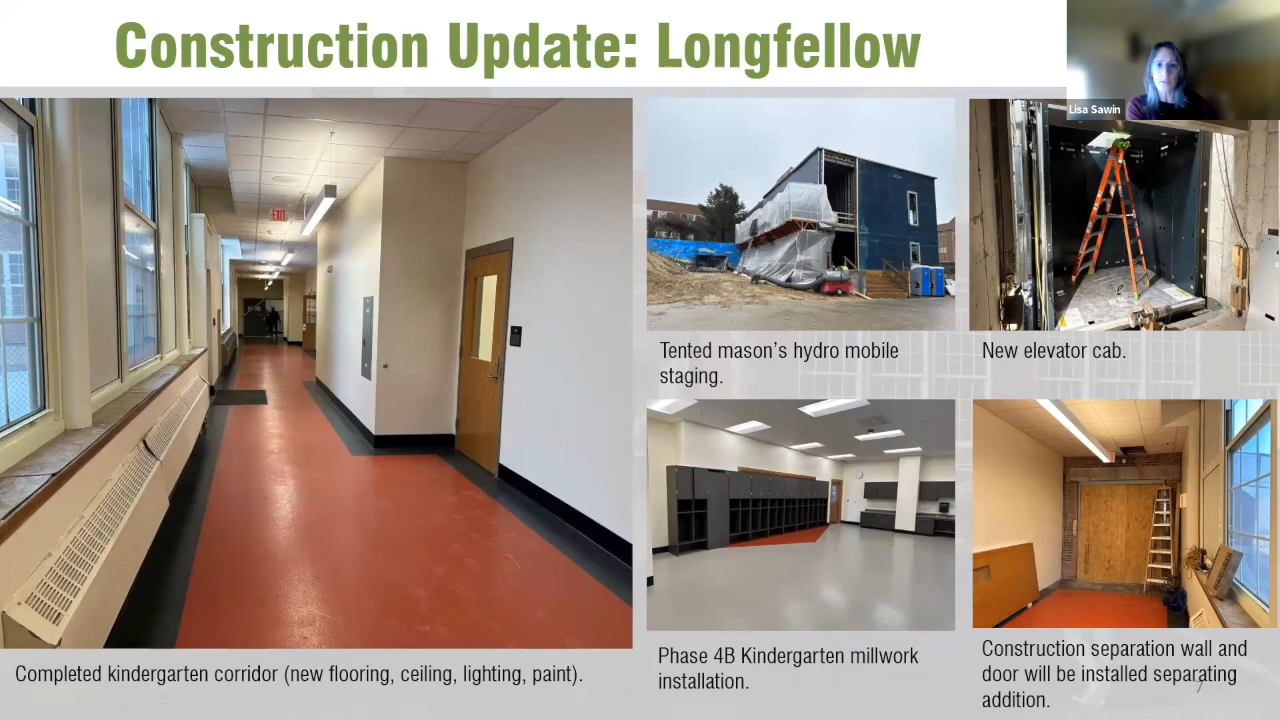 Construction Update: Longfellow
Lisa Sawin
EXIT
Tented mason's hydro mobile
staging.
New elevator cab.
Completed kindergarten corridor (new flooring, ceiling, lighting, paint).
Phase 4B Kindergarten millwork
installation.
Construction separation wall and
door will be installed separating
addition.